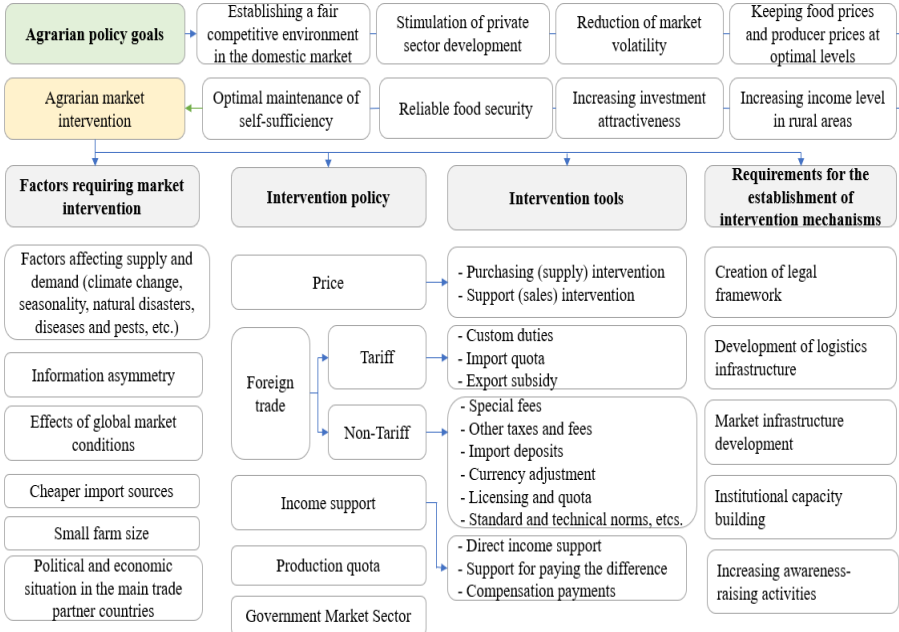 Agrarian policy goals
Establishing a fair
competitive environment
in the domestic market
Stimulation of private
sector development
Reduction of market
volatility
Keeping food prices
and producer prices at
optimal levels
Agrarian market
intervention
Optimal maintenance of
self-sufficiency
Reliable food security
Increasing investment
attractiveness
Increasing income level
in rural areas
Factors requiring market
intervention
Intervention policy
Intervention tools
Requirements for the
establishment of
intervention mechanisms
Factors affecting supply and
demand (climate change,
seasonality, natural disasters,
diseases and pests, etc.)
Information asymmetry
Effects of global market
conditions
Cheaper import sources
Small farm size
Political and economic
situation in the main trade
partner countries
Price
Foreign
trade
Tariff
Non-Tariff
Income support
Production quota
Government Market Sector
- Purchasing (supply) intervention
- Support (sales) intervention
- Custom duties
- Import quota
- Export subsidy
- Special fees
- Other taxes and fees
- Import deposits
- Currency adjustment
- Licensing and quota
- Standard and technical norms, etcs.
- Direct income support
- Support for paying the difference
- Compensation payments
Creation of legal
framework
Development of logistics
infrastructure
Market infrastructure
development
Institutional capacity
building
Increasing awareness-
raising activities